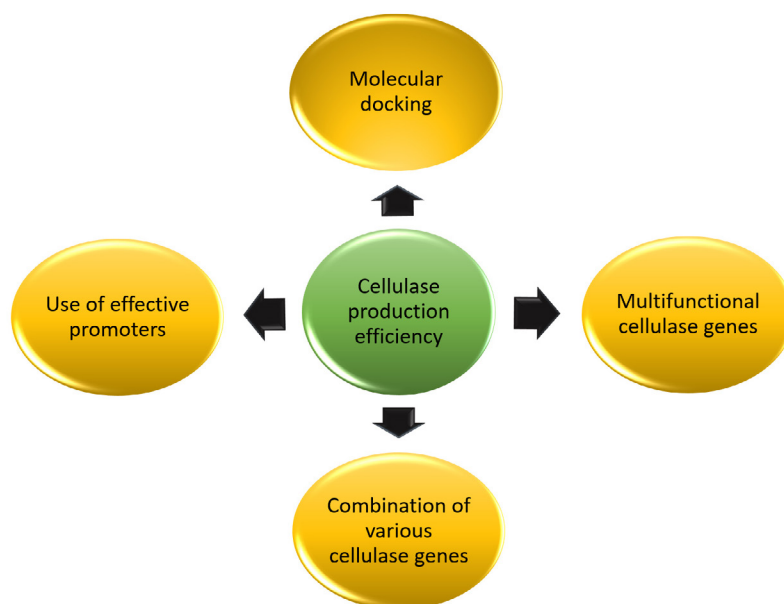 Molecular
docking
Use of effective
promoters
Cellulase
production
efficiency
Multifunctional
cellulase genes
Combination of
various
cellulase genes